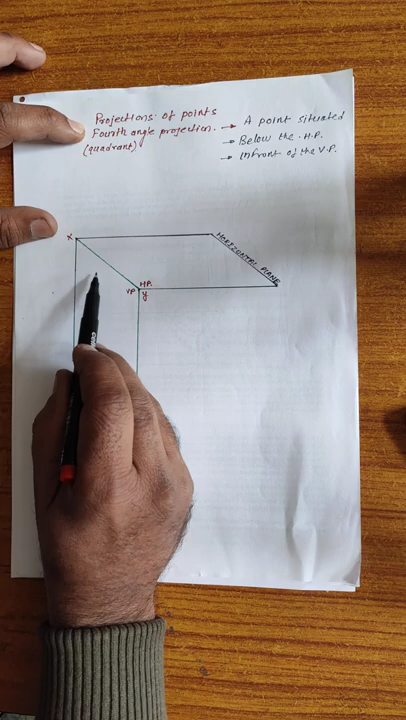 Projections of points
Fourth angle projection. → A point situated
(quadrant) → Below the H.P.
→ Infront of the V.P.
X
HORIZONTAL PLANE
H.P.
V.P y